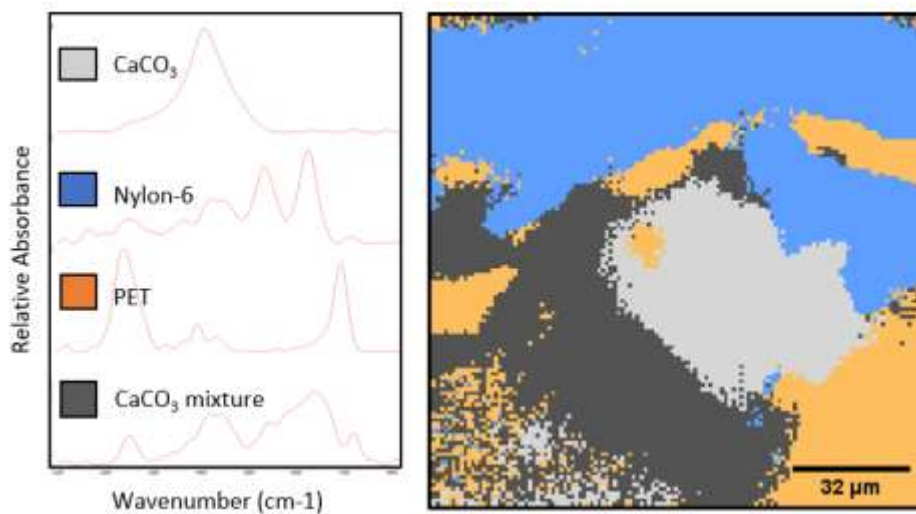 CaCO₃
Nylon-6
PET
CaCO₃ mixture
Relative Absorbance
Wavenumber (cm-1)
32 µm